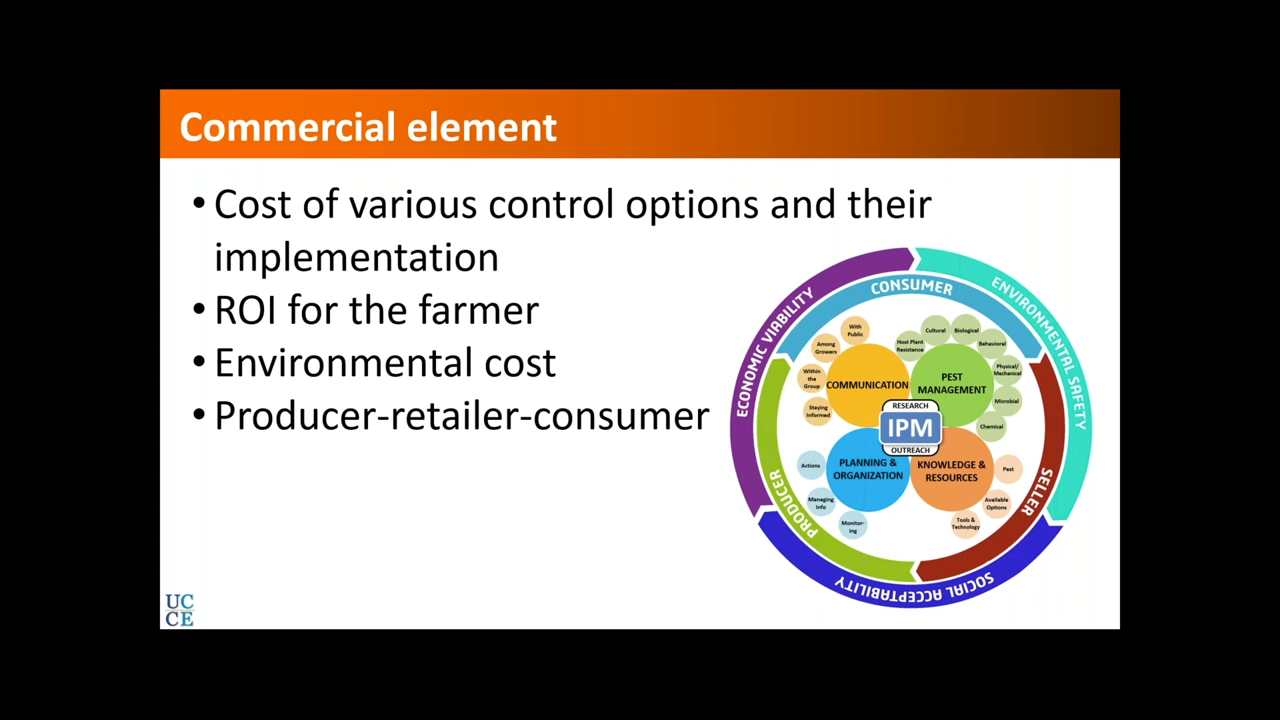 Commercial element
• Cost of various control options and their
implementation
• ROI for the farmer
• Environmental cost
• Producer-retailer-consumer
ECONOMIC VIABILITY
ENVIRONMENTAL SAFETY
SOCIAL ACCEPTABILITY
CONSUMER
SELLER
PRODUCER
COMMUNICATION
With
Public
Among
Growers
Within
the
Group
Staying
Informed
PEST
MANAGEMENT
Host Plant
Resistance
Cultural
Biological
Behavioral
Physical/
Mechanical
Microbial
Chemical
RESEARCH
IPM
OUTREACH
PLANNING &
ORGANIZATION
Actions
Managing
Info
Monitor-
ing
KNOWLEDGE &
RESOURCES
Pest
Available
Options
Tools &
Technology
UC
CE